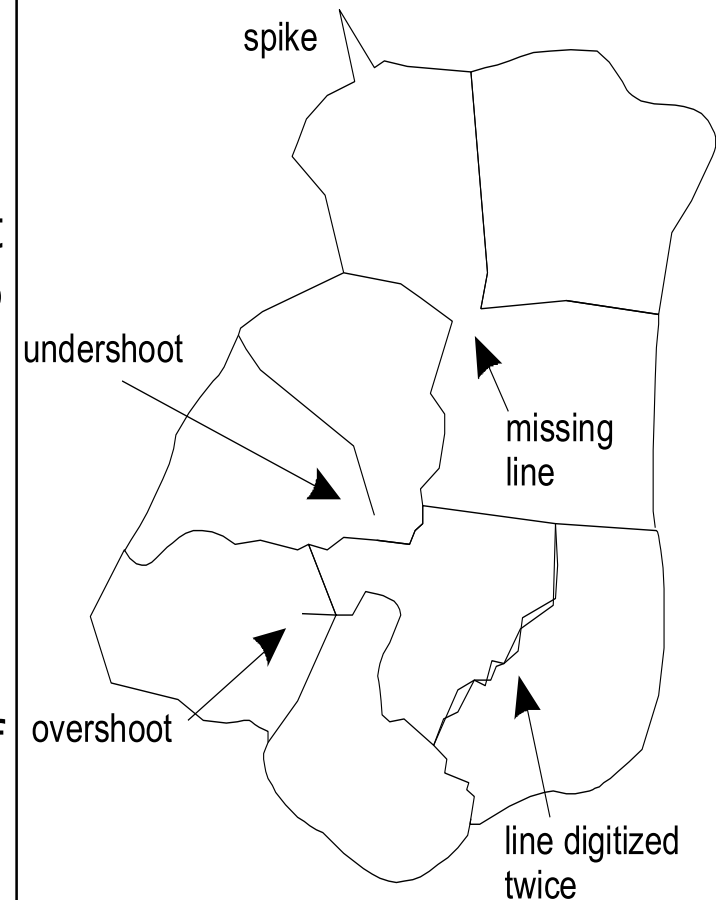 spike
undershoot
missing
line
overshoot
line digitized
twice